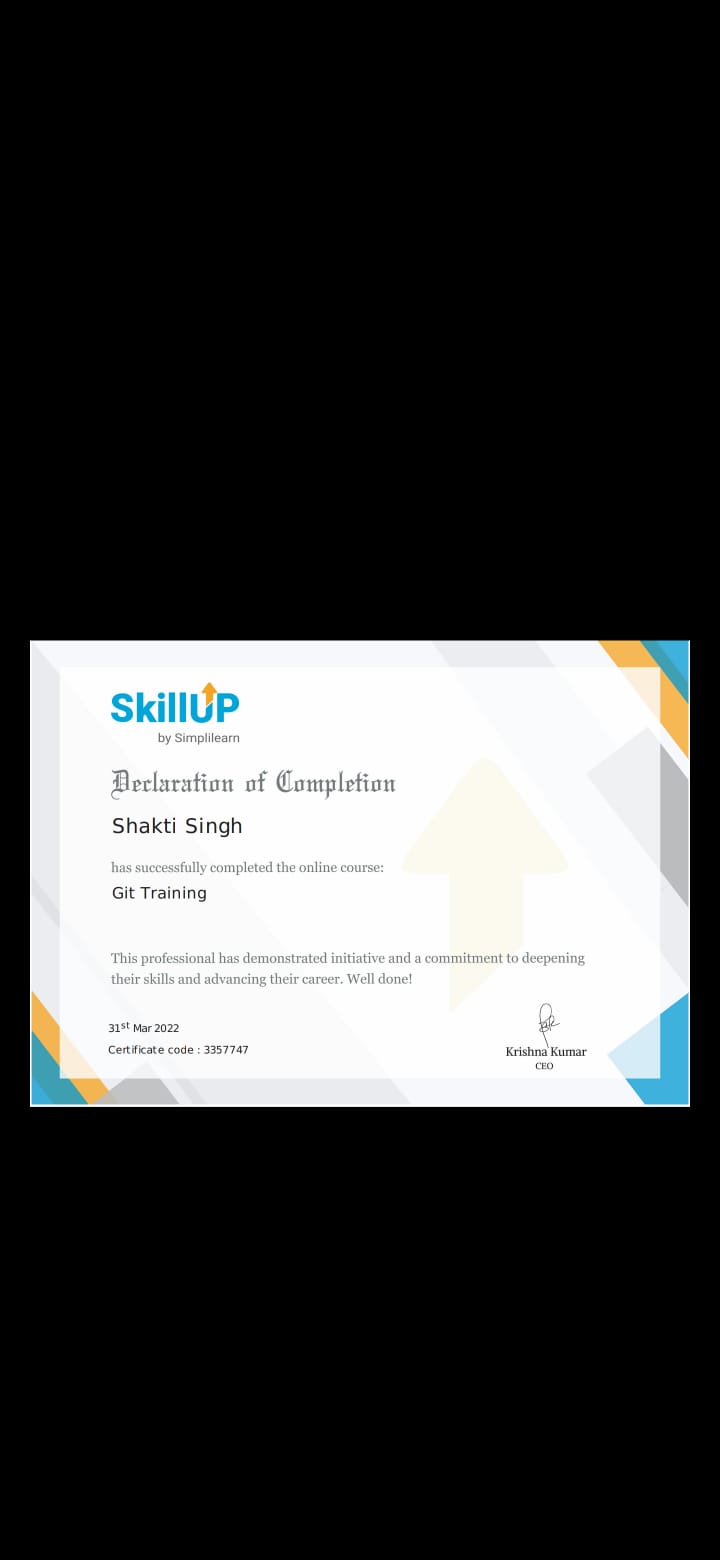 SkillUP
by Simplilearn
Declaration of Completion
Shakti Singh
has successfully completed the online course:
Git Training
This professional has demonstrated initiative and a commitment to deepening
their skills and advancing their career. Well done!
31st Mar 2022
Certificate code : 3357747
Krishna Kumar
CEO